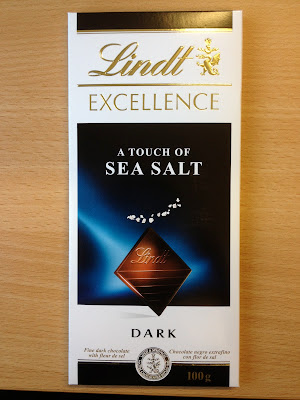 Lindt
EXCELLENCE
A TOUCH OF
SEA SALT
Lindt
DARK
Fine dark chocolate
with fleur de sel
Chocolate negro extrafino
con flor de sal
100g